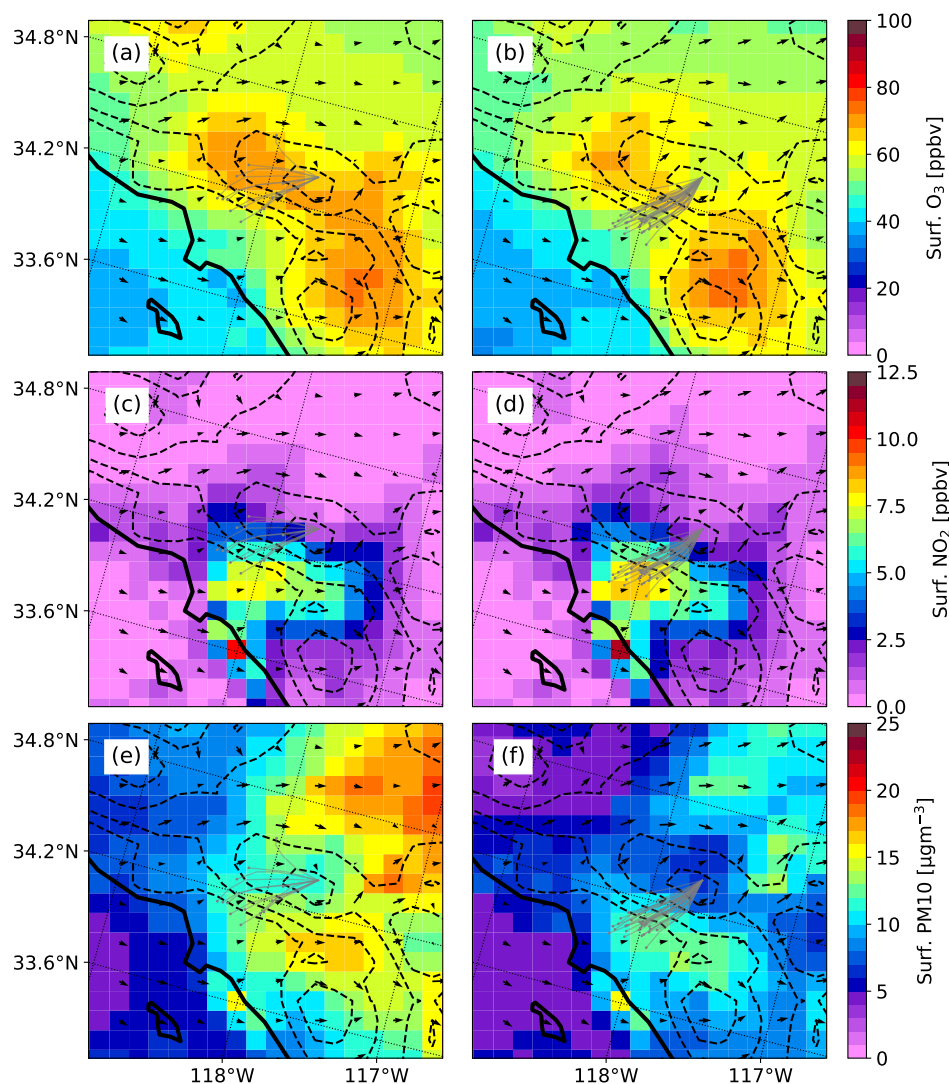 34.8°N
34.2°N
33.6°N
(a)
(b)
100
80
60
40
20
0
Surf. O₃ [ppbv]
34.8°N
34.2°N
33.6°N
(c)
(d)
12.5
10.0
7.5
5.0
2.5
0.0
Surf. NO₂ [ppbv]
34.8°N
34.2°N
33.6°N
(e)
(f)
25
20
15
10
5
0
Surf. PM10 [μgm⁻³]
118°W
117°W
118°W
117°W